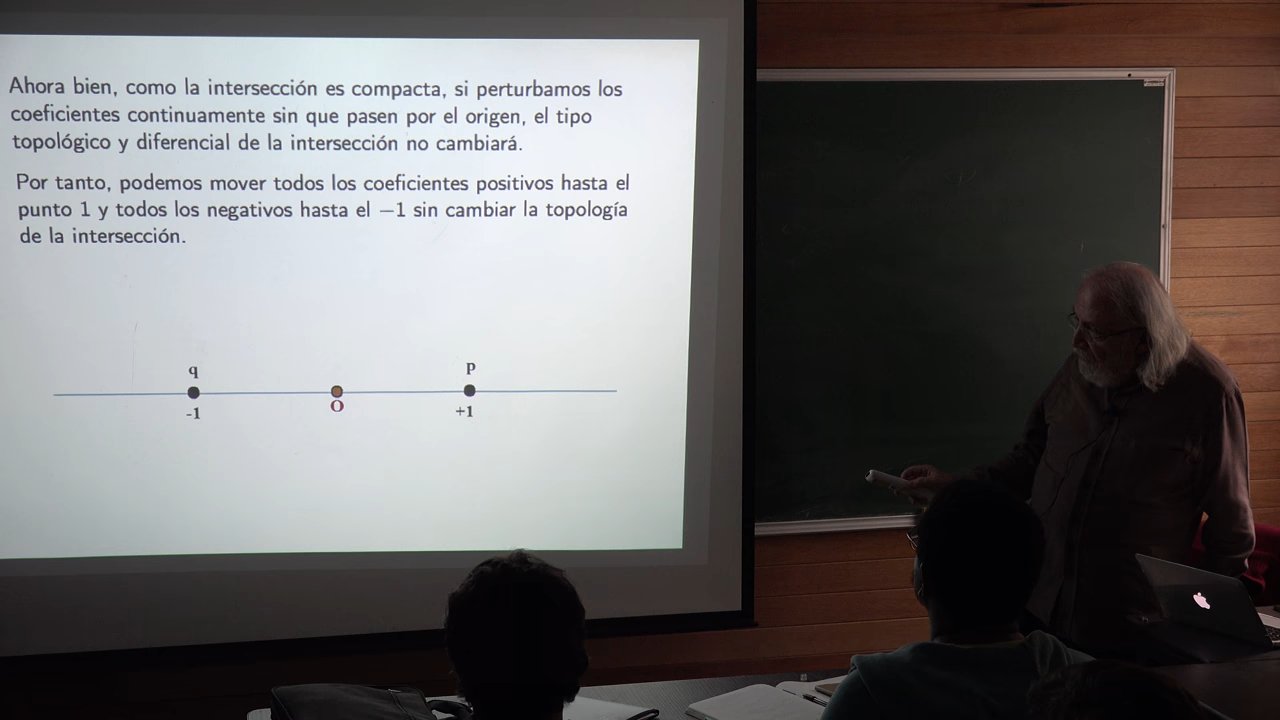 Ahora bien, como la intersección es compacta, si perturbamos los
coeficientes continuamente sin que pasen por el origen, el tipo
topológico y diferencial de la intersección no cambiará.
Por tanto, podemos mover todos los coeficientes positivos hasta el
punto 1 y todos los negativos hasta el −1 sin cambiar la topología
de la intersección.
q p
-1 O +1